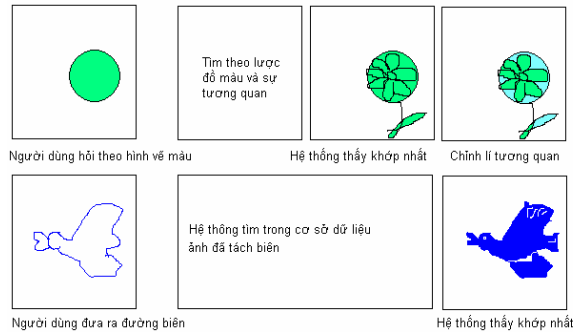 Tìm theo lược
đồ màu và sự
tương quan
Người dùng hỏi theo hình vẽ màu
Hệ thống thấy khớp nhất
Chỉnh lí tương quan
Hệ thông tìm trong cơ sở dữ liệu
ảnh đã tách biên
Người dùng đưa ra đường biên
Hệ thống thấy khớp nhất